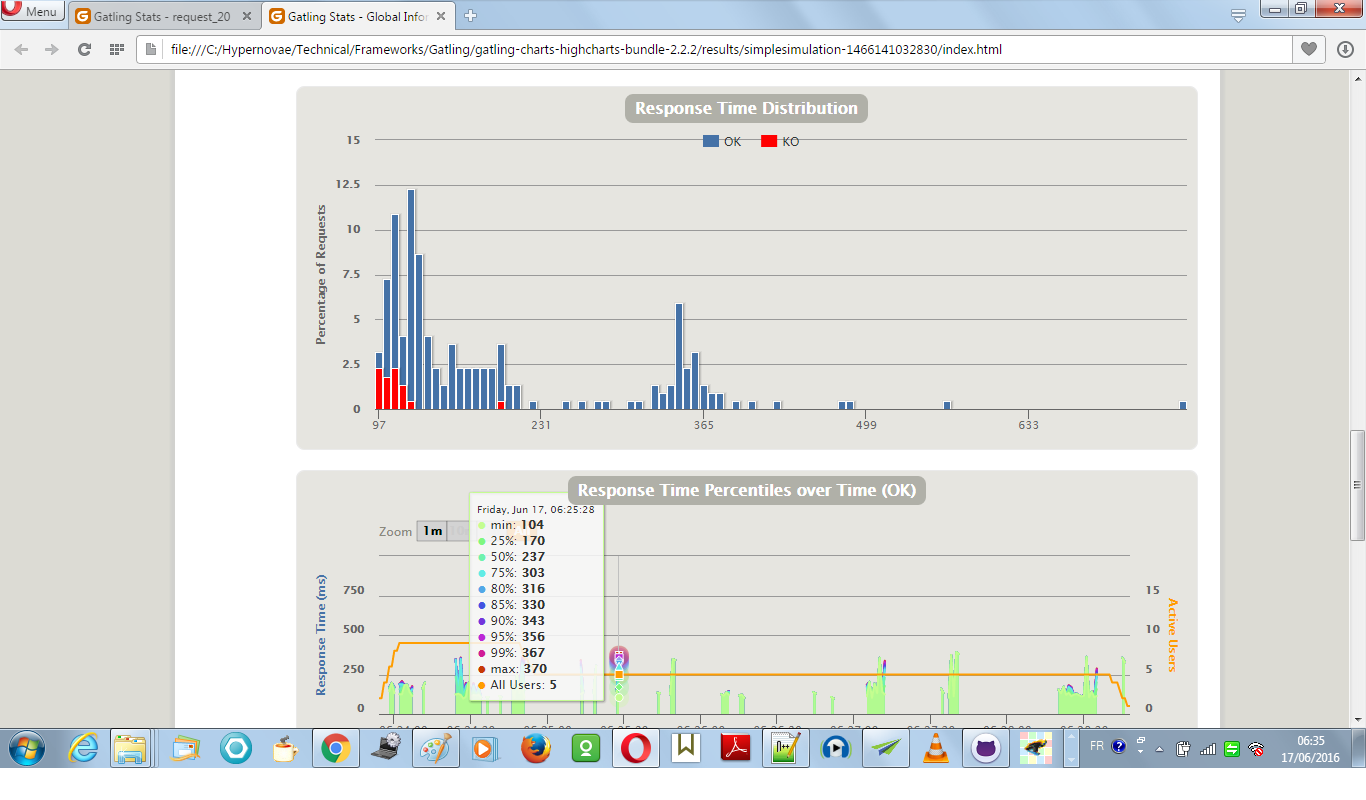 Menu
Gatling Stats - request_20
Gatling Stats - Global Infor
file:///C:/Hypernovae/Technical/Frameworks/Gatling/gatling-charts-highcharts-bundle-2.2.2/results/simplesimulation-1466141032830/index.html
Response Time Distribution
OK KO
Percentage of Requests
15
12.5
10
7.5
5
2.5
0
97 231 365 499 633
Response Time Percentiles over Time (OK)
Zoom 1m
Friday, Jun 17, 06:25:28
min: 104
25%: 170
50%: 237
75%: 303
80%: 316
85%: 330
90%: 343
95%: 356
99%: 367
max: 370
All Users: 5
Response Time (ms)
750
500
250
0
15
10
5
0
Active Users
FR
06:35
17/06/2016